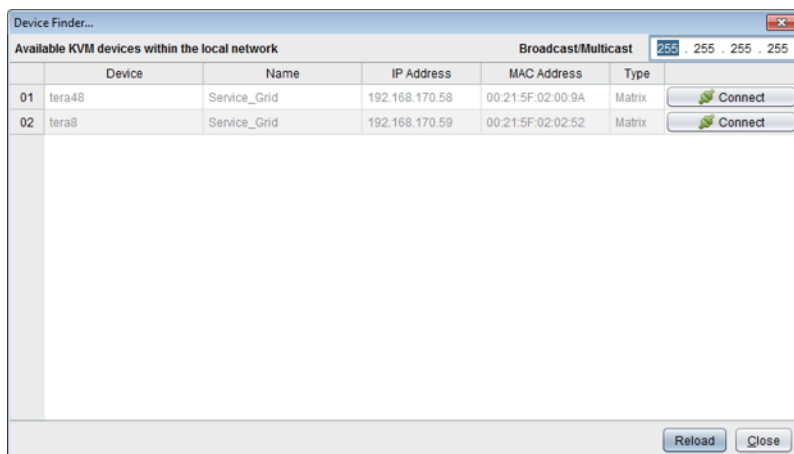 Device Finder...
Available KVM devices within the local network Broadcast/Multicast 255 . 255 . 255 . 255
Device Name IP Address MAC Address Type
01 tera48 Service_Grid 192.168.170.58 00:21:5F:02:00:9A Matrix Connect
02 tera8 Service_Grid 192.168.170.59 00:21:5F:02:02:52 Matrix Connect
Reload Close